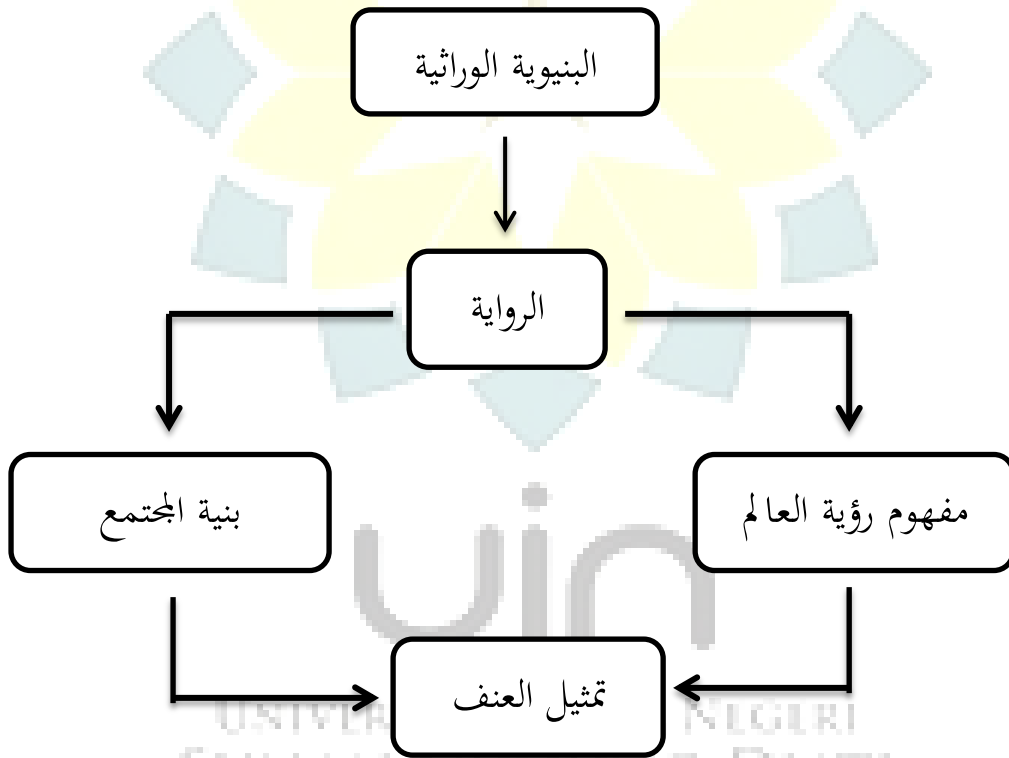 البنيوية الوراثية
الرواية
مفهوم رؤية العالم
بنية المجتمع
uin
تمثيل العنف